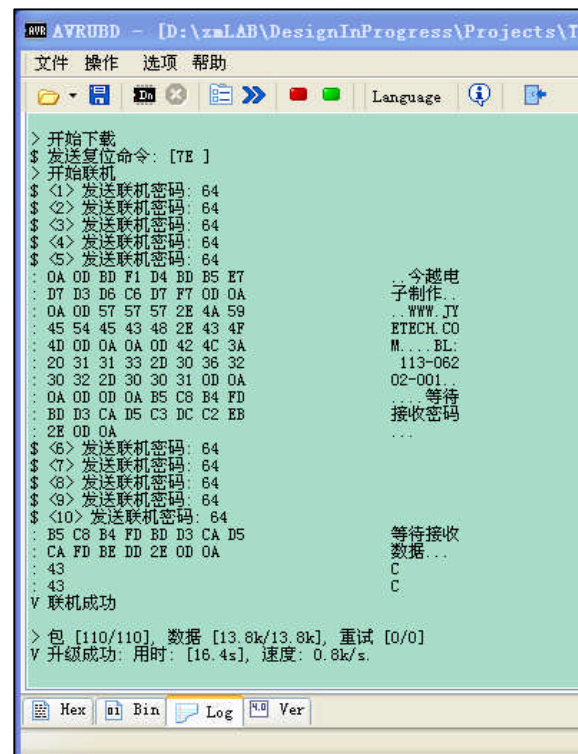 AVRUBD - [D:\zmLAB\DesignInProgress\Projects\T
文件 操作 选项 帮助
Dn Language
> 开始下载
$ 发送复位命令: [7E ]
> 开始联机
$ <1> 发送联机密码: 64
$ <2> 发送联机密码: 64
$ <3> 发送联机密码: 64
$ <4> 发送联机密码: 64
$ <5> 发送联机密码: 64
: 0A 0D BD F1 D4 BD B5 E7 ..今越电
: D7 D3 D6 C6 D7 F7 0D 0A 子制作..
: 0A 0D 57 57 57 2E 4A 59 ..WWW.JY
: 45 54 45 43 48 2E 43 4F ETECH.CO
: 4D 0D 0A 0A 0D 42 4C 3A M....BL:
: 20 31 31 33 2D 30 36 32 113-062
: 30 32 2D 30 30 31 0D 0A 02-001..
: 0A 0D 0D 0A B5 C8 B4 FD ....等待
: BD D3 CA D5 C3 DC C2 EB 接收密码
: 2E 0D 0A ...
$ <6> 发送联机密码: 64
$ <7> 发送联机密码: 64
$ <8> 发送联机密码: 64
$ <9> 发送联机密码: 64
$ <10> 发送联机密码: 64
: B5 C8 B4 FD BD D3 CA D5 等待接收
: CA FD BE DD 2E 0D 0A 数据...
: 43 C
: 43 C
V 联机成功
> 包 [110/110], 数据 [13.8k/13.8k], 重试 [0/0]
V 升级成功: 用时: [16.4s], 速度: 0.8k/s.
Hex Bin Log Ver